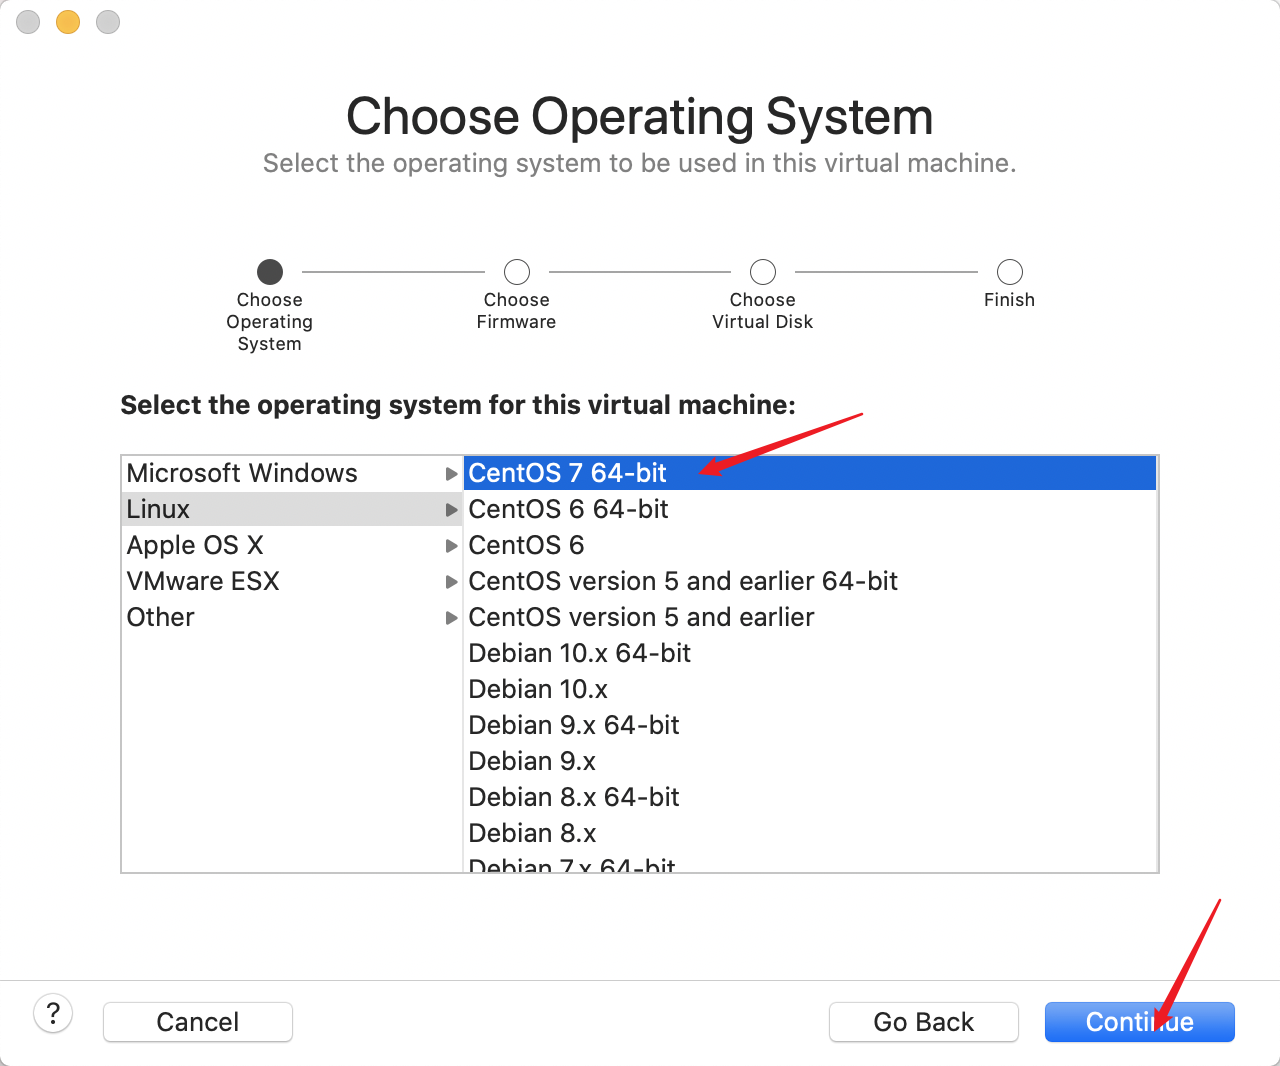 Choose Operating System
Select the operating system to be used in this virtual machine.
Choose
Operating
System
Choose
Firmware
Choose
Virtual Disk
Finish
Select the operating system for this virtual machine:
Microsoft Windows
Linux
Apple OS X
VMware ESX
Other
CentOS 7 64-bit
CentOS 6 64-bit
CentOS 6
CentOS version 5 and earlier 64-bit
CentOS version 5 and earlier
Debian 10.x 64-bit
Debian 10.x
Debian 9.x 64-bit
Debian 9.x
Debian 8.x 64-bit
Debian 8.x
Debian 7.x 64-bit
?
Cancel
Go Back
Continue